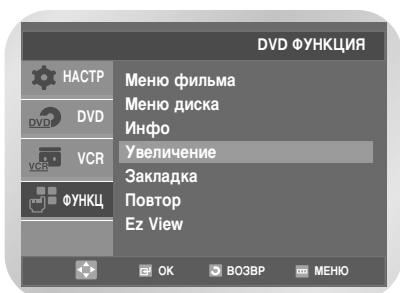 DVD ФУНКЦИЯ
НАСТР
DVD DVD
VCR VCR
ФУНКЦ
Меню фильма
Меню диска
Инфо
Увеличение
Закладка
Повтор
Ez View
ОК ВОЗВР МЕНЮ